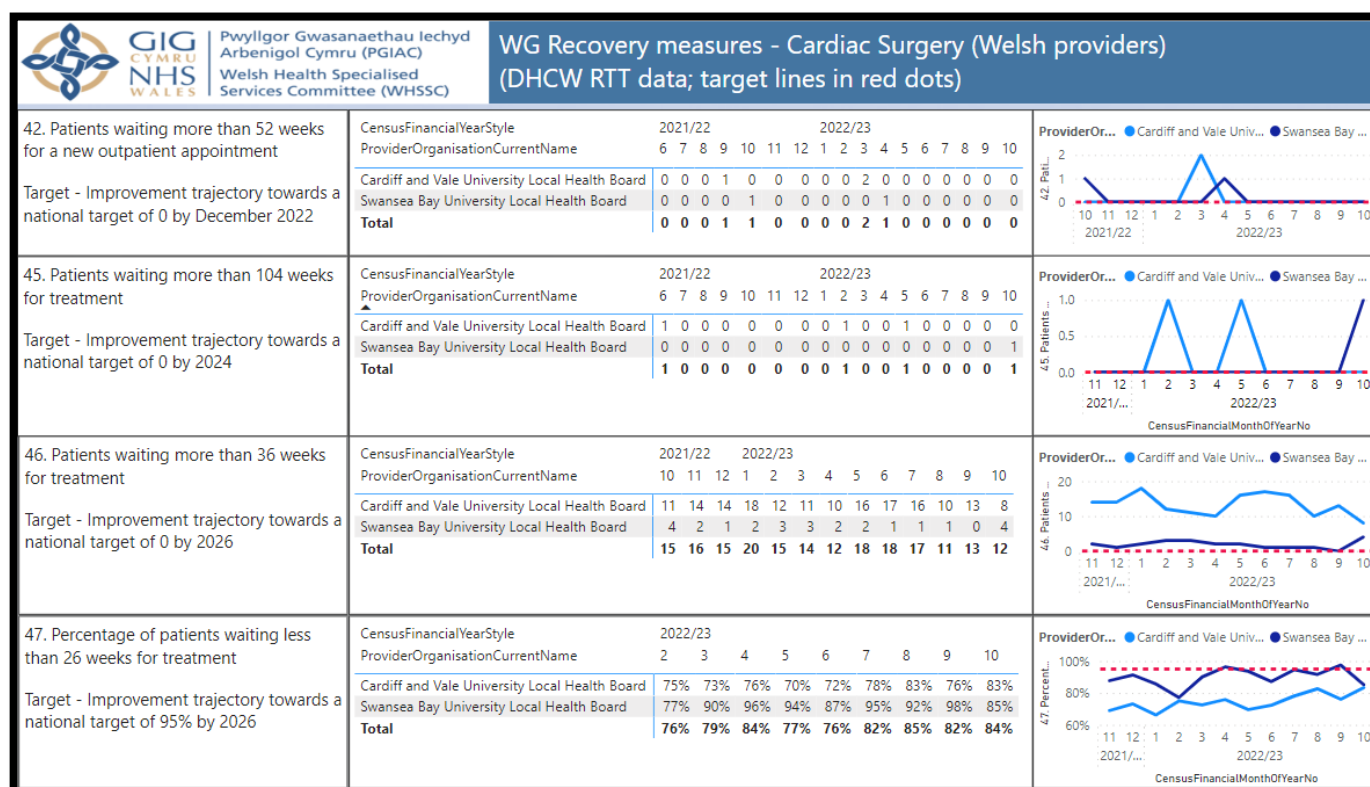 GIG
CYMRU
NHS
WALES
Pwyllgor Gwasanaethau Iechyd
Arbenigol Cymru (PGIAC)
Welsh Health Specialised
Services Committee (WHSSC)
WG Recovery measures - Cardiac Surgery (Welsh providers)
(DHCW RTT data; target lines in red dots)
42. Patients waiting more than 52 weeks
for a new outpatient appointment
Target - Improvement trajectory towards a
national target of 0 by December 2022
CensusFinancialYearStyle 2021/22 2022/23
ProviderOrganisationCurrentName 6 7 8 9 10 11 12 1 2 3 4 5 6 7 8 9 10
Cardiff and Vale University Local Health Board 0 0 0 1 0 0 0 0 0 2 0 0 0 0 0 0 0
Swansea Bay University Local Health Board 0 0 0 0 1 0 0 0 0 0 1 0 0 0 0 0 0
Total 0 0 0 1 1 0 0 0 0 2 1 0 0 0 0 0 0
ProviderOr... Cardiff and Vale Univ... Swansea Bay ...
42. Pati...
2
1
0
10 11 12 1 2 3 4 5 6 7 8 9 10
2021/22 2022/23
45. Patients waiting more than 104 weeks
for treatment
Target - Improvement trajectory towards a
national target of 0 by 2024
CensusFinancialYearStyle 2021/22 2022/23
ProviderOrganisationCurrentName 6 7 8 9 10 11 12 1 2 3 4 5 6 7 8 9 10
Cardiff and Vale University Local Health Board 1 0 0 0 0 0 0 0 1 0 0 1 0 0 0 0 0
Swansea Bay University Local Health Board 0 0 0 0 0 0 0 0 0 0 0 0 0 0 0 0 1
Total 1 0 0 0 0 0 0 0 1 0 0 1 0 0 0 0 1
ProviderOr... Cardiff and Vale Univ... Swansea Bay ...
45. Patients ...
1.0
0.5
0.0
11 12 1 2 3 4 5 6 7 8 9 10
2021/... 2022/23
CensusFinancialMonthOfYearNo
46. Patients waiting more than 36 weeks
for treatment
Target - Improvement trajectory towards a
national target of 0 by 2026
CensusFinancialYearStyle 2021/22 2022/23
ProviderOrganisationCurrentName 10 11 12 1 2 3 4 5 6 7 8 9 10
Cardiff and Vale University Local Health Board 11 14 14 18 12 11 10 16 17 16 10 13 8
Swansea Bay University Local Health Board 4 2 1 2 3 3 2 2 1 1 1 0 4
Total 15 16 15 20 15 14 12 18 18 17 11 13 12
ProviderOr... Cardiff and Vale Univ... Swansea Bay ...
46. Patients ...
20
10
0
11 12 1 2 3 4 5 6 7 8 9 10
2021/... 2022/23
CensusFinancialMonthOfYearNo
47. Percentage of patients waiting less
than 26 weeks for treatment
Target - Improvement trajectory towards a
national target of 95% by 2026
CensusFinancialYearStyle 2022/23
ProviderOrganisationCurrentName 2 3 4 5 6 7 8 9 10
Cardiff and Vale University Local Health Board 75% 73% 76% 70% 72% 78% 83% 76% 83%
Swansea Bay University Local Health Board 77% 90% 96% 94% 87% 95% 92% 98% 85%
Total 76% 79% 84% 77% 76% 82% 85% 82% 84%
ProviderOr... Cardiff and Vale Univ... Swansea Bay ...
47. Percent...
100%
80%
60%
11 12 1 2 3 4 5 6 7 8 9 10
2021/... 2022/23
CensusFinancialMonthOfYearNo